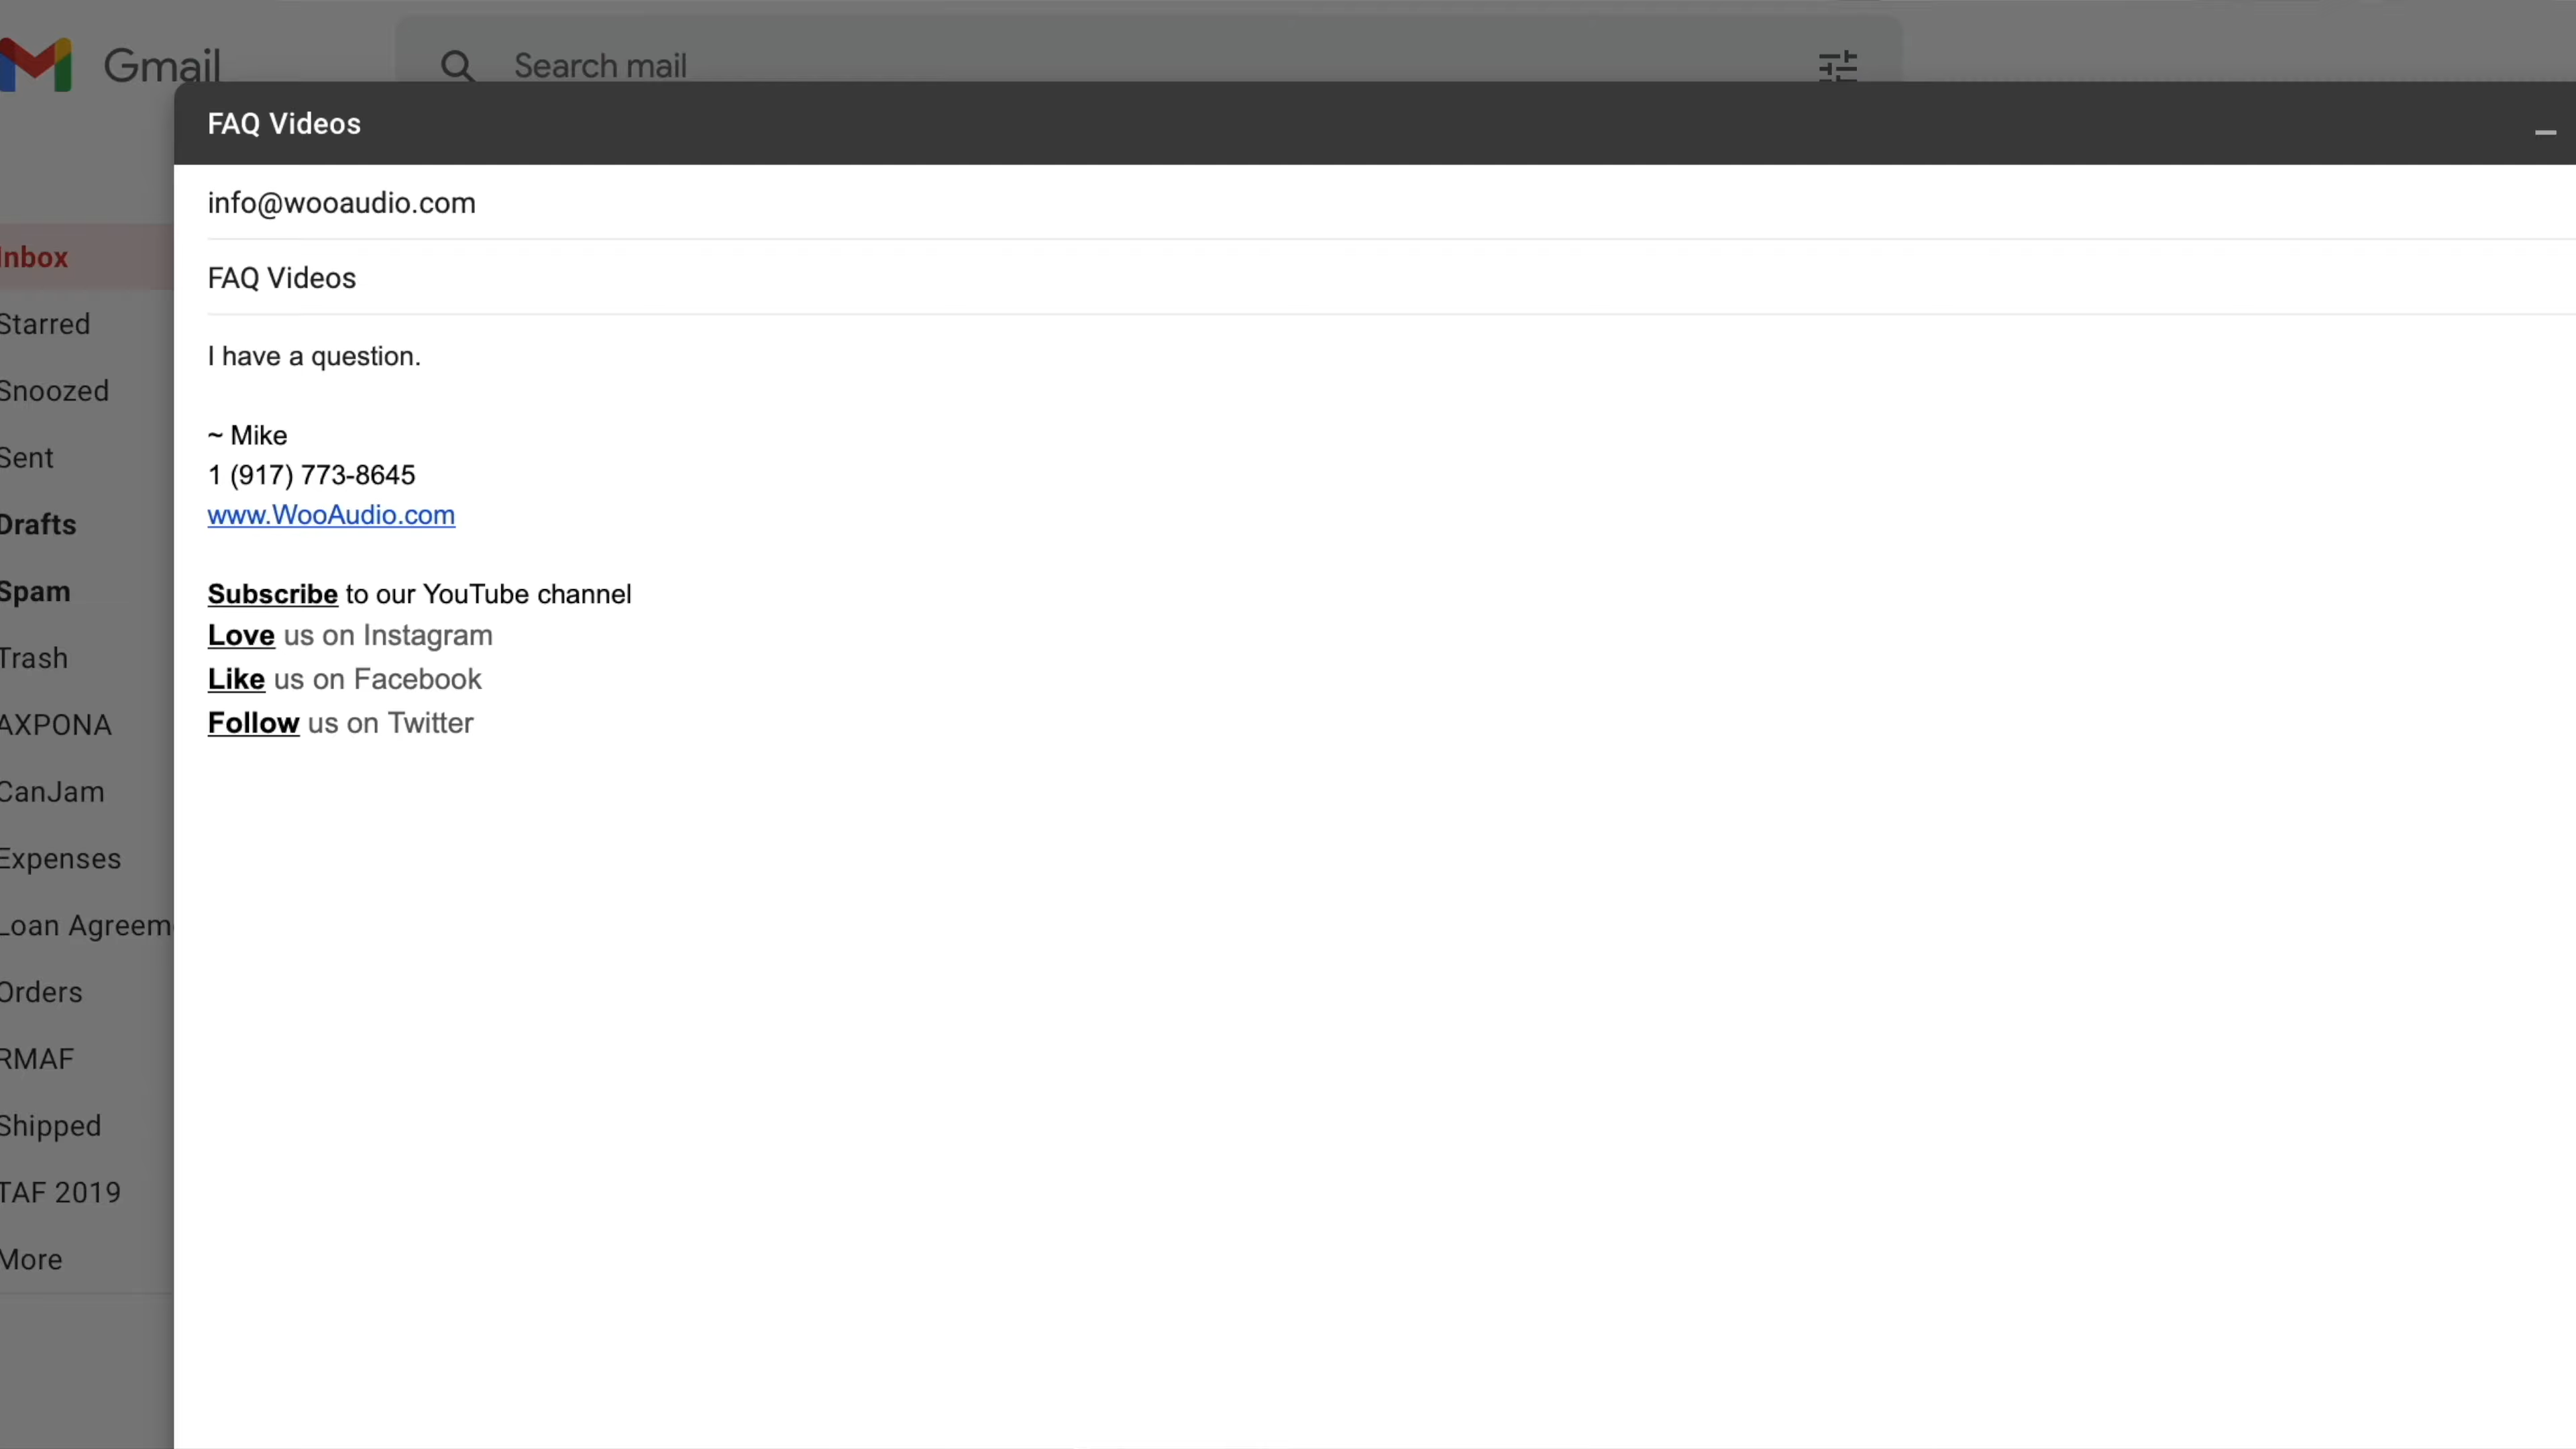 Gmail
Search mail
FAQ Videos
info@wooaudio.com
FAQ Videos
I have a question.
~ Mike
1 (917) 773-8645
www.WooAudio.com
Subscribe to our YouTube channel
Love us on Instagram
Like us on Facebook
Follow us on Twitter
Inbox
Starred
Snoozed
Sent
Drafts
Spam
Trash
AXPONA
CanJam
Expenses
Loan Agreem
Orders
RMAF
Shipped
TAF 2019
More